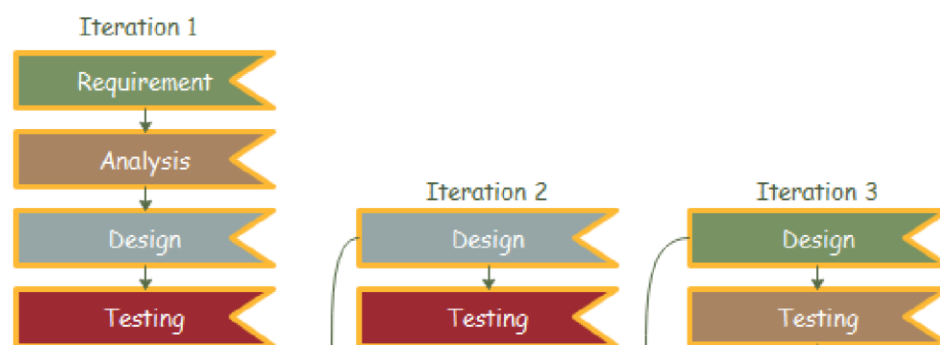 Iteration 1
Requirement
Analysis
Design
Testing
Iteration 2
Design
Testing
Iteration 3
Design
Testing